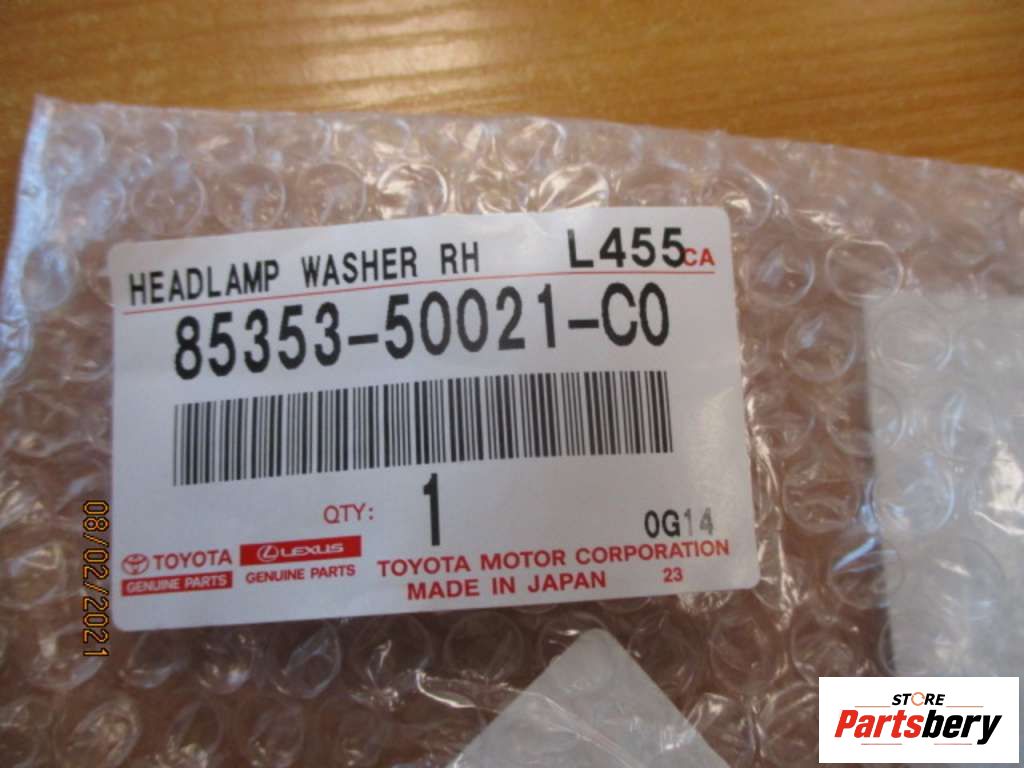 HEADLAMP WASHER RH L455CA
85353-50021-C0
QTY: 1
0G14
TOYOTA
GENUINE PARTS
LEXUS
GENUINE PARTS
TOYOTA MOTOR CORPORATION
MADE IN JAPAN 23
08/02/2021
STORE
Partsbery